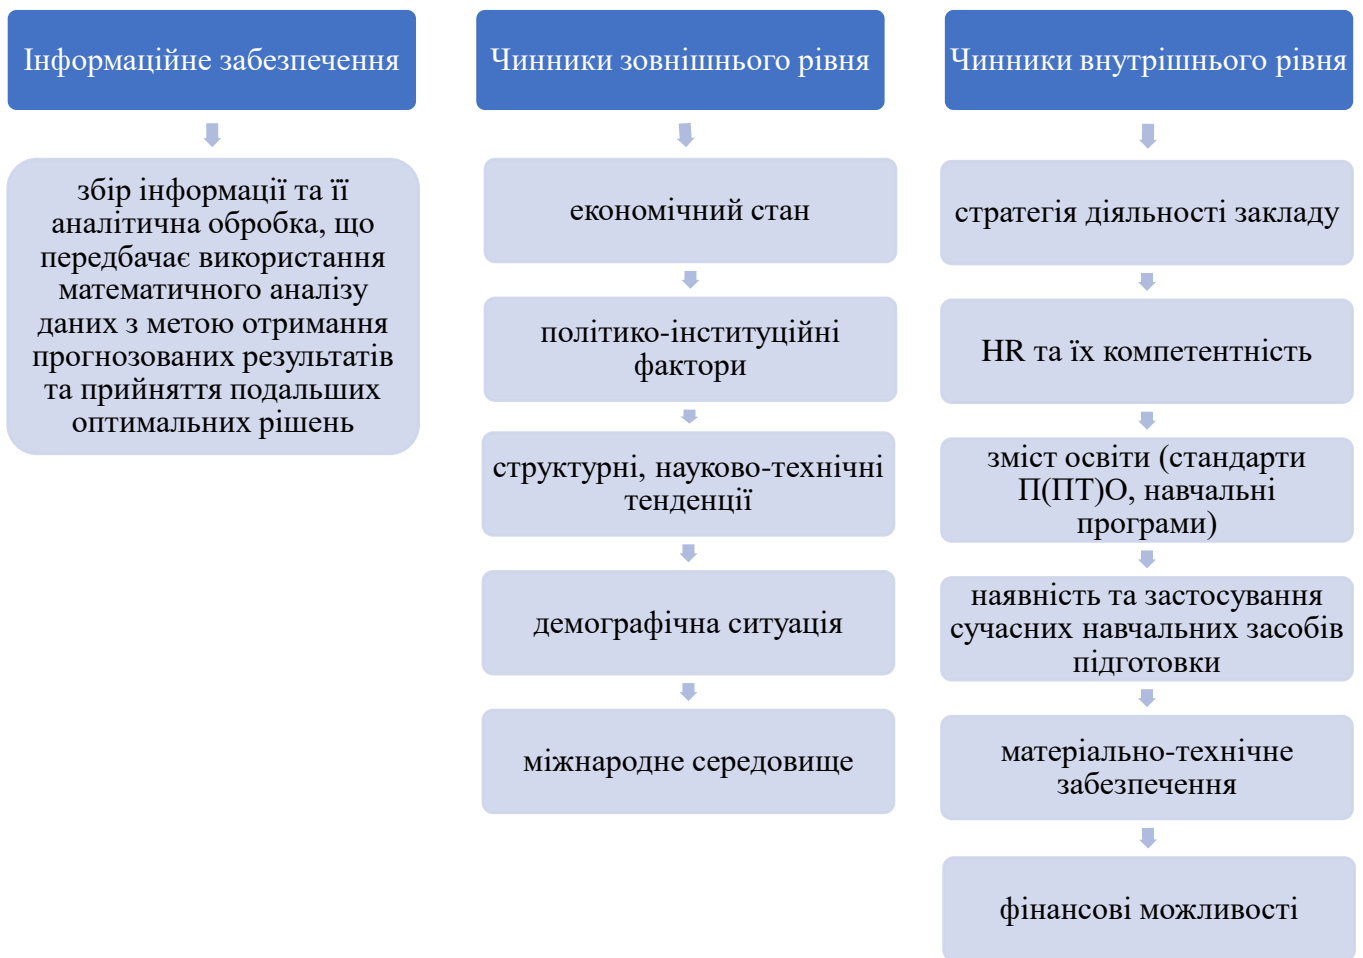 Інформаційне забезпечення
збір інформації та її
аналітична обробка, що
передбачає використання
математичного аналізу
даних з метою отримання
прогнозованих результатів
та прийняття подальших
оптимальних рішень
Чинники зовнішнього рівня
економічний стан
політико-інституційні
фактори
структурні, науково-технічні
тенденції
демографічна ситуація
міжнародне середовище
Чинники внутрішнього рівня
стратегія діяльності закладу
HR та їх компетентність
зміст освіти (стандарти
П(ПТ)О, навчальні
програми)
наявність та застосування
сучасних навчальних засобів
підготовки
матеріально-технічне
забезпечення
фінансові можливості